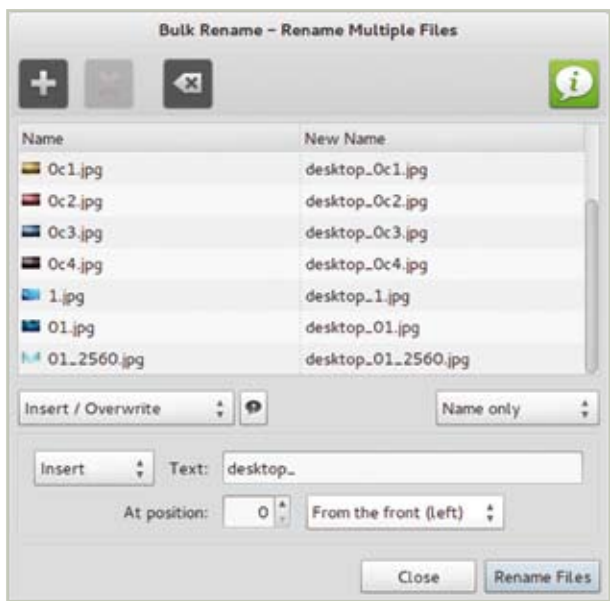 Bulk Rename – Rename Multiple Files
Name New Name
0c1.jpg desktop_0c1.jpg
0c2.jpg desktop_0c2.jpg
0c3.jpg desktop_0c3.jpg
0c4.jpg desktop_0c4.jpg
1.jpg desktop_1.jpg
01.jpg desktop_01.jpg
01_2560.jpg desktop_01_2560.jpg
Insert / Overwrite Name only
Insert Text: desktop_
At position: 0 From the front (left)
Close Rename Files